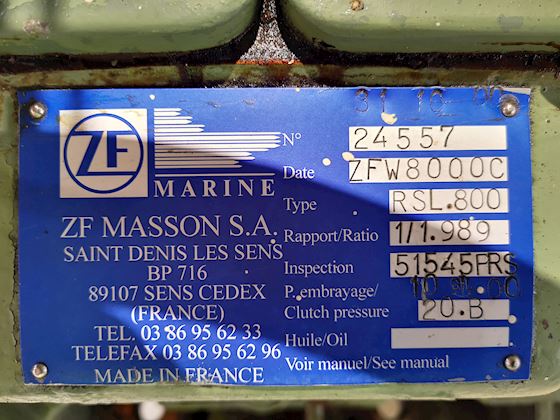 31 10 00
ZF
MARINE
ZF MASSON S.A.
SAINT DENIS LES SENS
BP 716
89107 SENS CEDEX
(FRANCE)
TEL. 03 86 95 62 33
TELEFAX 03 86 95 62 96
MADE IN FRANCE
N° 24557
Date ZFW8000C
Type RSL.800
Rapport/Ratio 1/1.989
Inspection 51545PRS
P.embrayage/
Clutch pressure 20.B
Huile/Oil
Voir manuel/See manual